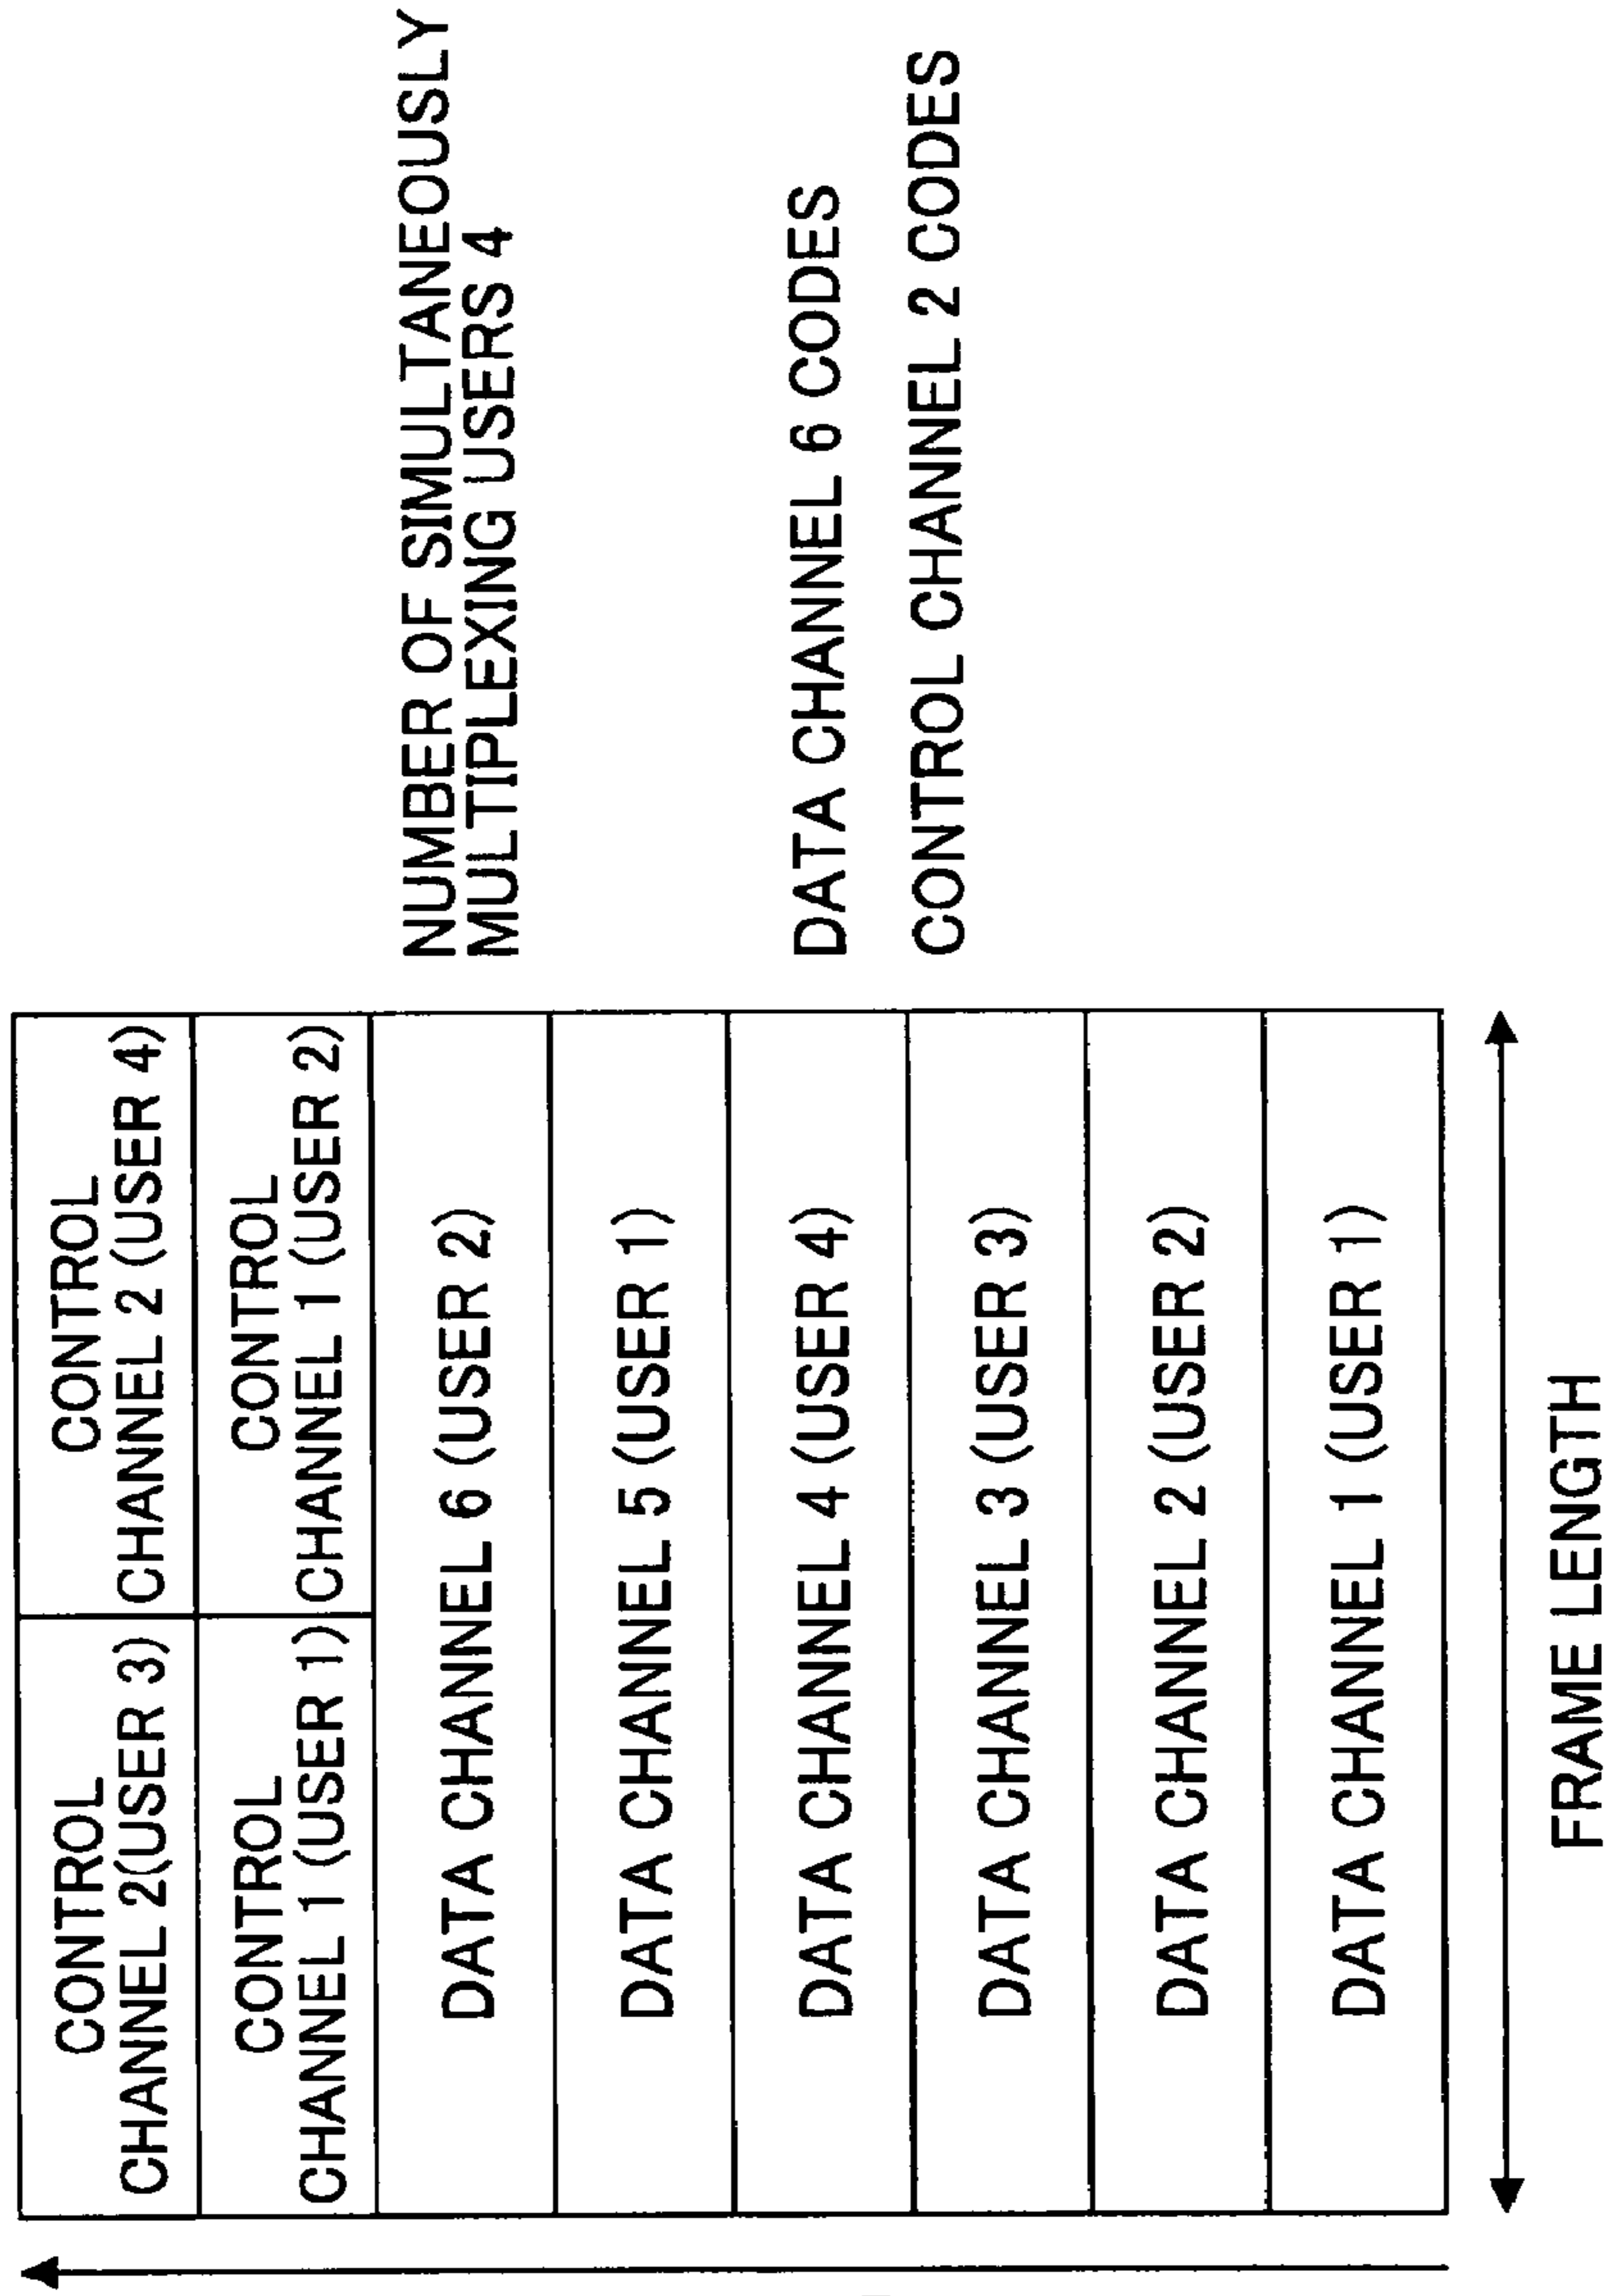 CONTROL
CHANNEL 2(USER 3)
CONTROL
CHANNEL 2 (USER 4)
CONTROL
CHANNEL 1 (USER 1)
CONTROL
CHANNEL 1 (USER 2)
DATA CHANNEL 6 (USER 2)
DATA CHANNEL 5 (USER 1)
DATA CHANNEL 4 (USER 4)
DATA CHANNEL 3 (USER 3)
DATA CHANNEL 2 (USER 2)
DATA CHANNEL 1 (USER 1)
FRAME LENGTH
NUMBER OF SIMULTANEOUSLY
MULTIPLEXING USERS 4
DATA CHANNEL 6 CODES
CONTROL CHANNEL 2 CODES